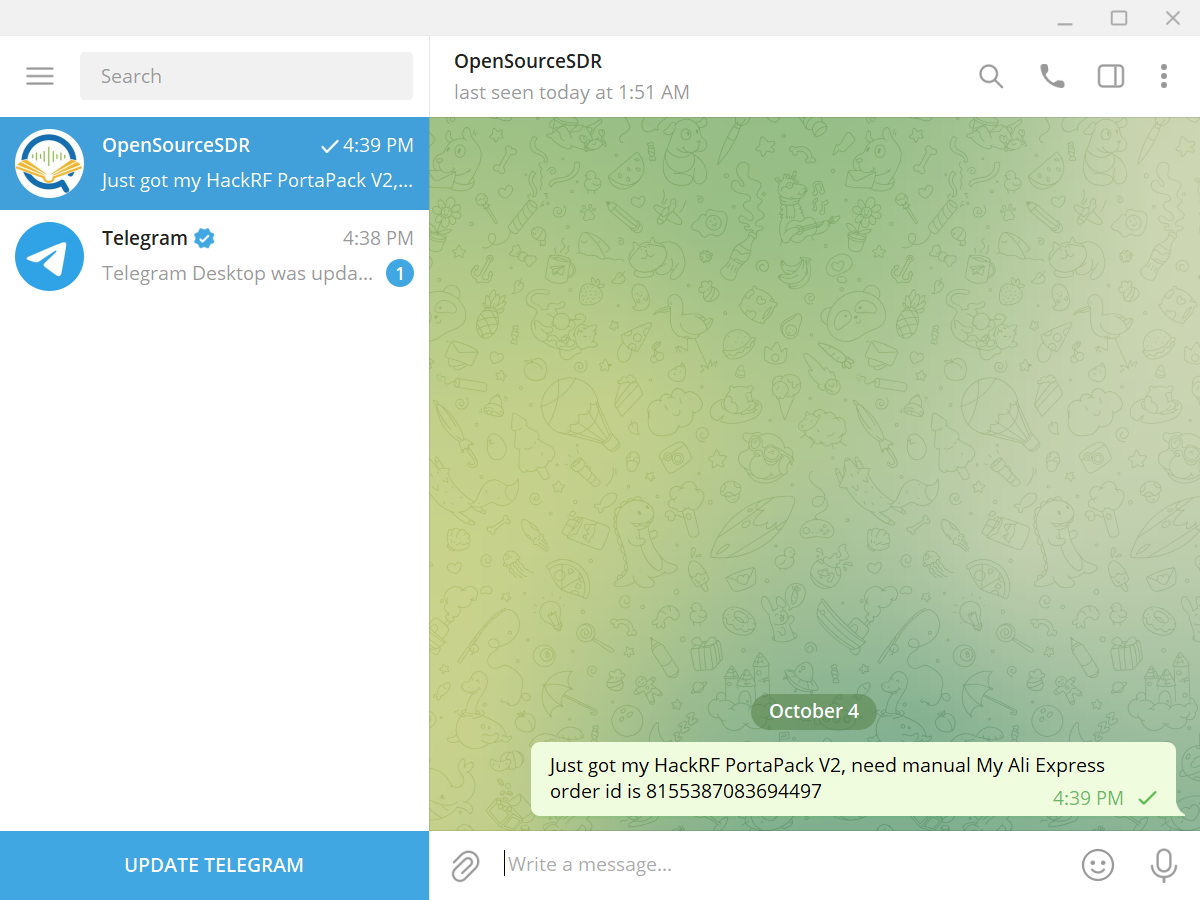 Search
OpenSourceSDR
4:39 PM
Just got my HackRF PortaPack V2,...
Telegram
4:38 PM
Telegram Desktop was upda...
1
UPDATE TELEGRAM
OpenSourceSDR
last seen today at 1:51 AM
October 4
Just got my HackRF PortaPack V2, need manual My Ali Express
order id is 8155387083694497
4:39 PM
Write a message...